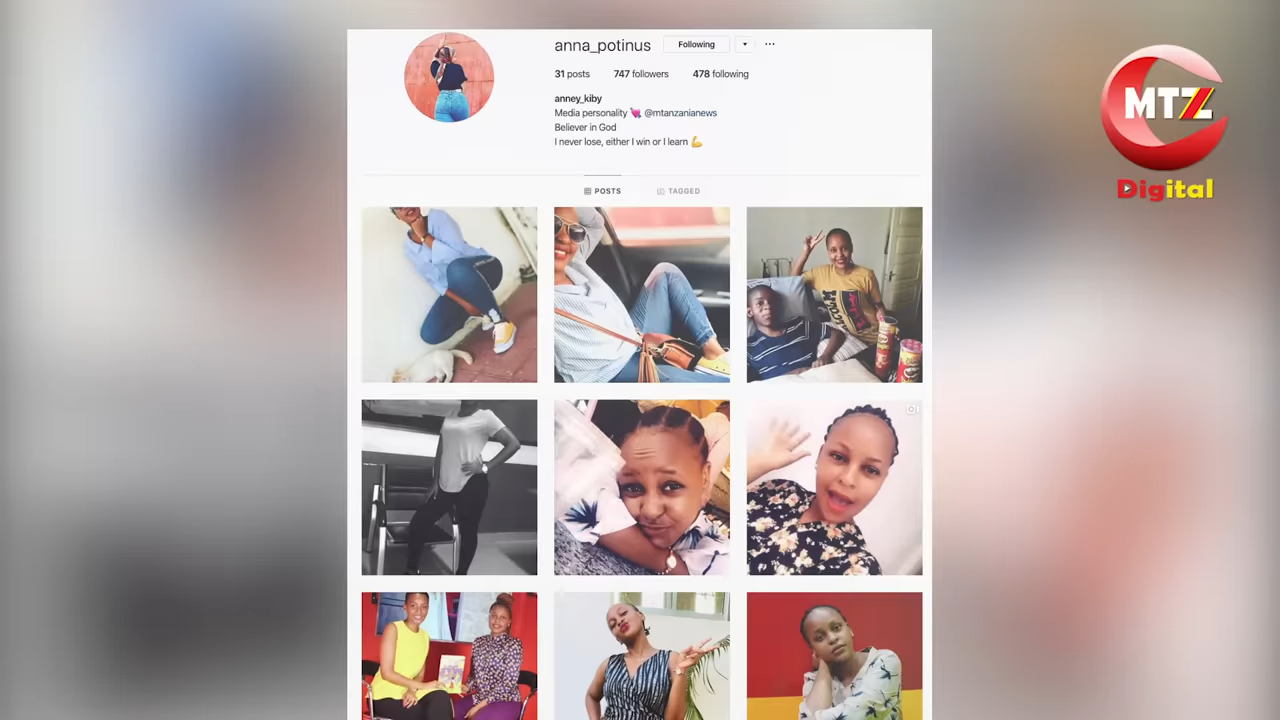 anna_potinus Following
31 posts 747 followers 478 following
anney_kiby
Media personality 💘 @mtanzanianews
Believer in God
I never lose, either I win or I learn 💪
POSTS TAGGED
MTZ
Digital